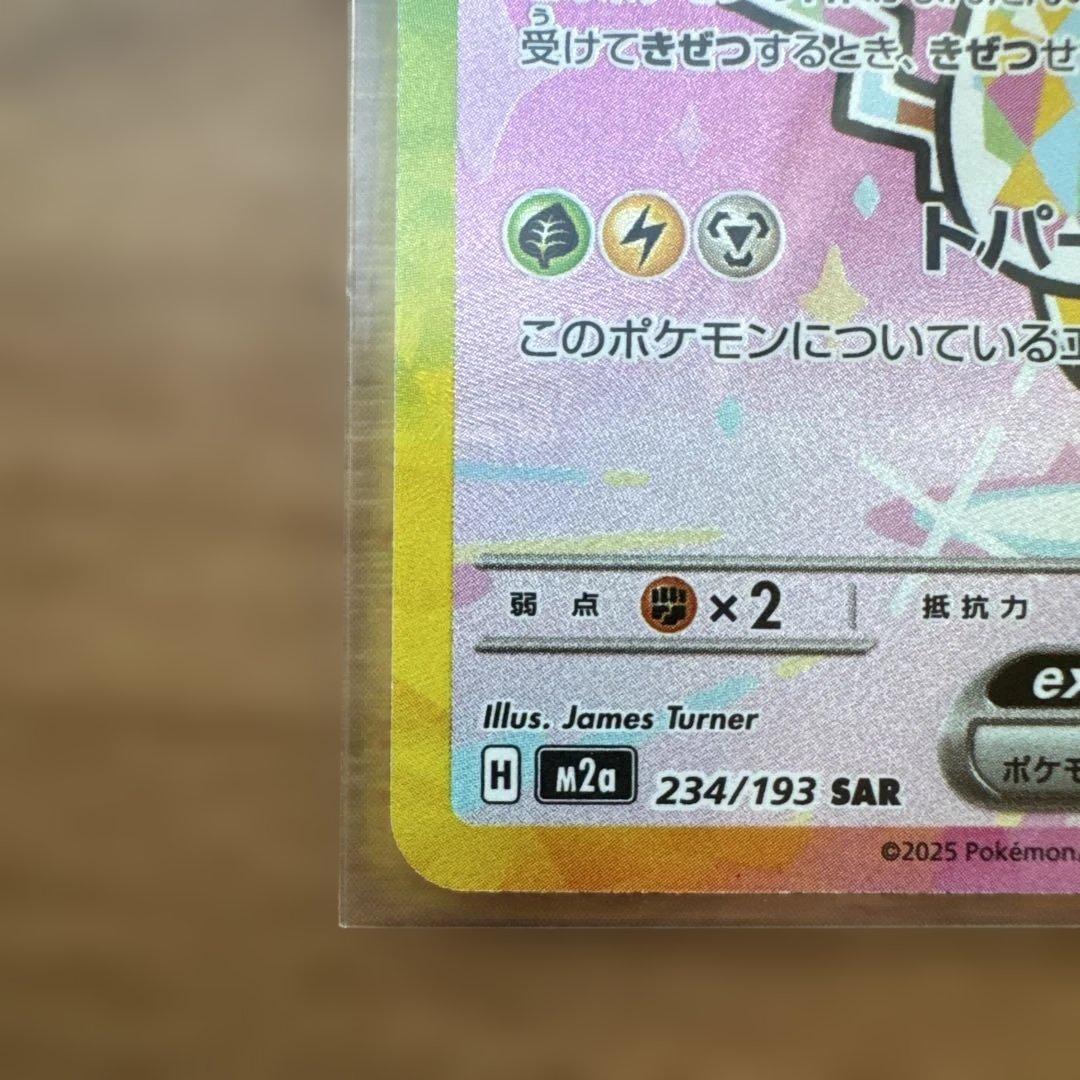 受けてきぜつするとき、きぜつせ
トパー
このポケモンについているエ
弱点 ×2 抵抗力
ex
Illus. James Turner
ポケモ
H M2a 234/193 SAR
©2025 Pokémon.